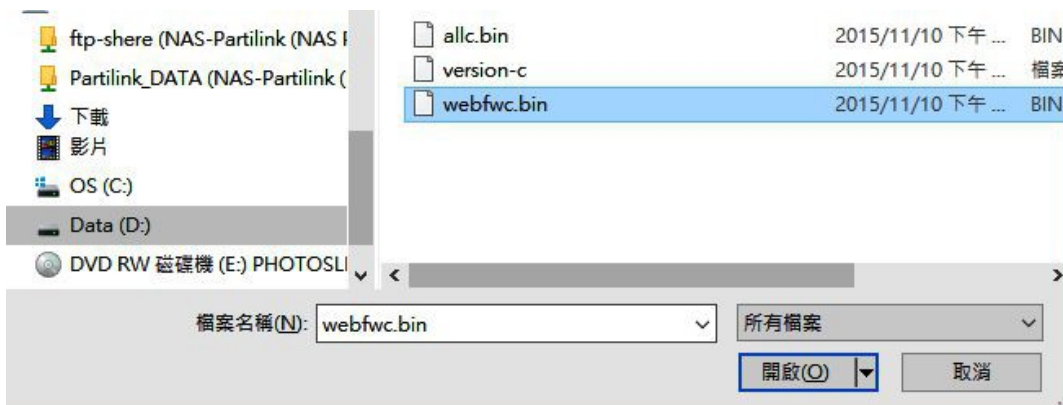 ftp-shere (NAS-Partilink (NAS
Partilink_DATA (NAS-Partilink (
下載
影片
OS (C:)
Data (D:)
DVD RW 磁碟機 (E:) PHOTOSL
allc.bin 2015/11/10 下午 ... BIN
version-c 2015/11/10 下午 ... 檔案
webfwc.bin 2015/11/10 下午 ... BIN
檔案名稱(N): webfwc.bin 所有檔案
開啟(O) 取消